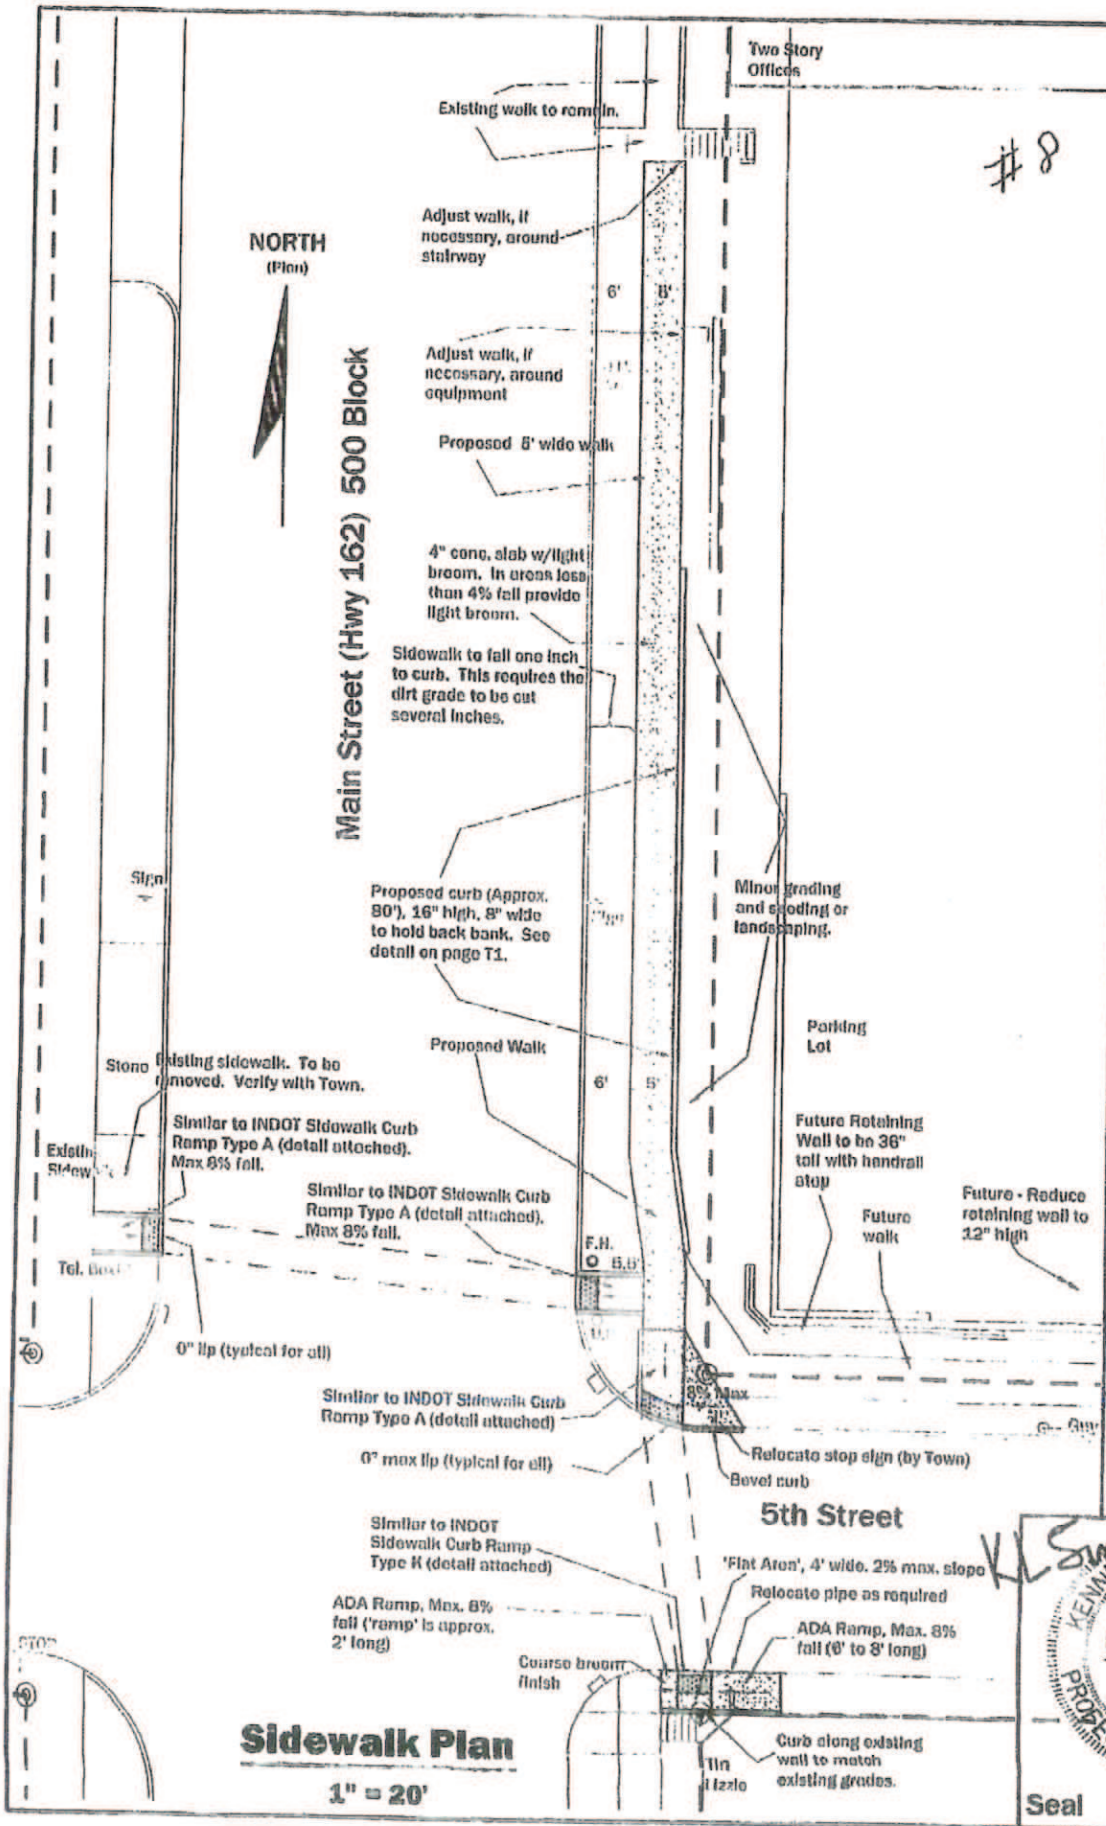 Two Story
Offices
Existing walk to remain.
#8
Adjust walk, if
necessary, around
stairway
NORTH
(Plan)
6'
Adjust walk, if
necessary, around
equipment
Main Street (Hwy 162) 500 Block
Proposed 5' wide walk
4" conc. slab w/light
broom. In areas less
than 4% fall provide
light broom.
Sidewalk to fall one inch
to curb. This requires the
dirt grade to be cut
several inches.
Sign
Proposed curb (Approx.
80'), 16" high, 8" wide
to hold back bank. See
detail on page T1.
Minor grading
and seeding or
landscaping.
Parking
Lot
Proposed Walk
Stone
Existing sidewalk. To be
removed. Verify with Town.
6'
5'
Similar to INDOT Sidewalk Curb
Ramp Type A (detail attached).
Max 8% fall.
Existing
Sidewalk
Future Retaining
Wall to be 36"
tall with handrail
atop
Similar to INDOT Sidewalk Curb
Ramp Type A (detail attached).
Max 8% fall.
Future
walk
Future - Reduce
retaining wall to
12" high
F.H.
Tel. Box
0" lip (typical for all)
8% Max
Similar to INDOT Sidewalk Curb
Ramp Type A (detail attached)
Guy
0" max lip (typical for all)
Relocate stop sign (by Town)
Bevel curb
5th Street
Similar to INDOT
Sidewalk Curb Ramp
Type K (detail attached)
'Flat Area', 4' wide. 2% max. slope
Relocate pipe as required
ADA Ramp, Max. 8%
fall ('ramp' is approx.
2' long)
ADA Ramp, Max. 8%
fall (6' to 8' long)
STOP
Coarse broom
finish
Sidewalk Plan
1" = 20'
Curb along existing
wall to match
existing grades.
Tin
Lizzie
Seal